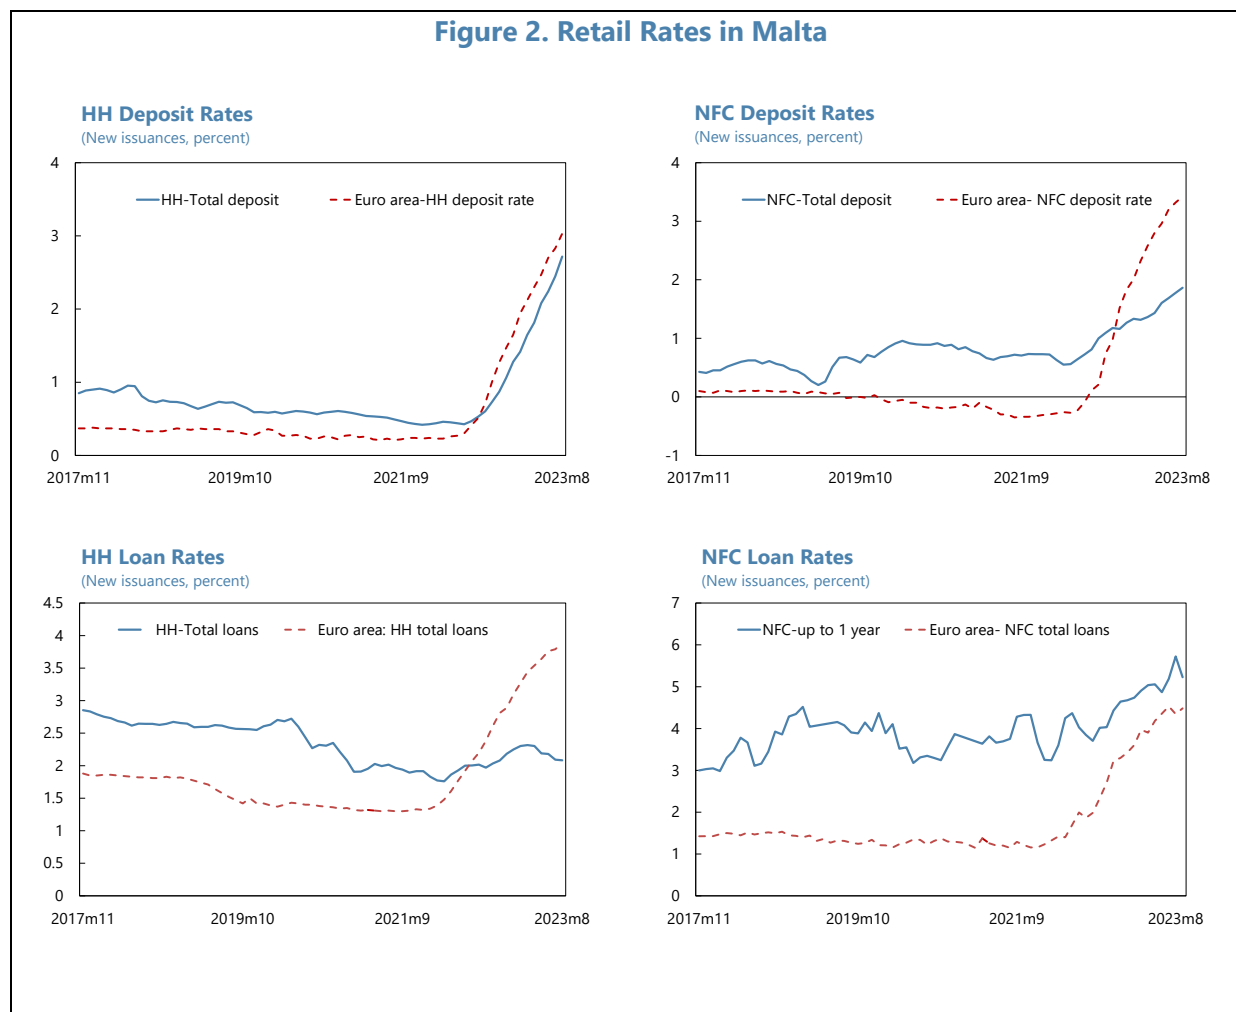 Figure 2. Retail Rates in Malta
HH Deposit Rates
(New issuances, percent)
4
3
2
1
0
HH-Total deposit
Euro area-HH deposit rate
2017m11
2019m10
2021m9
2023m8
NFC Deposit Rates
(New issuances, percent)
4
3
2
1
0
-1
NFC-Total deposit
Euro area- NFC deposit rate
2017m11
2019m10
2021m9
2023m8
HH Loan Rates
(New issuances, percent)
4.5
4
3.5
3
2.5
2
1.5
1
0.5
0
HH-Total loans
Euro area: HH total loans
2017m11
2019m10
2021m9
2023m8
NFC Loan Rates
(New issuances, percent)
7
6
5
4
3
2
1
0
NFC-up to 1 year
Euro area- NFC total loans
2017m11
2019m10
2021m9
2023m8